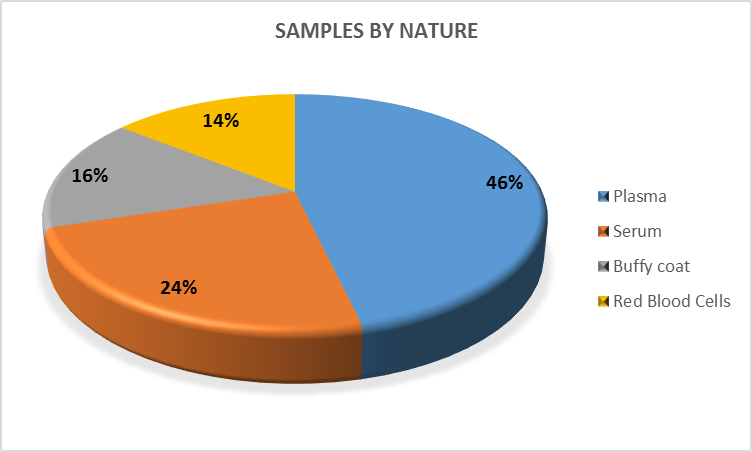 SAMPLES BY NATURE
14%
46%
16%
24%
Plasma
Serum
Buffy coat
Red Blood Cells